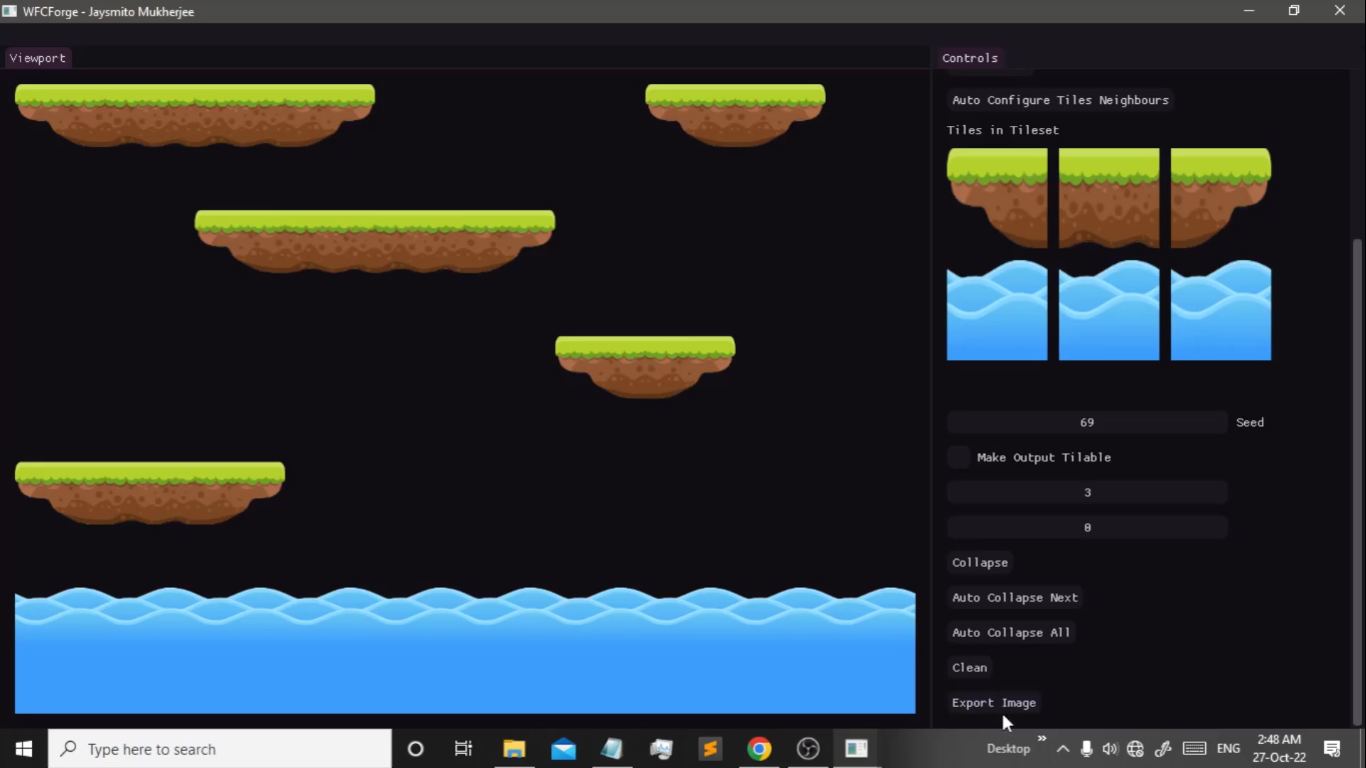 WFCForge - Jaysmito Mukherjee
Viewport
Controls
Auto Configure Tiles Neighbours
Tiles in Tileset
69 Seed
Make Output Tilable
3
0
Collapse
Auto Collapse Next
Auto Collapse All
Clean
Export Image
Type here to search
Desktop
»
ENG
2:48 AM
27-Oct-22